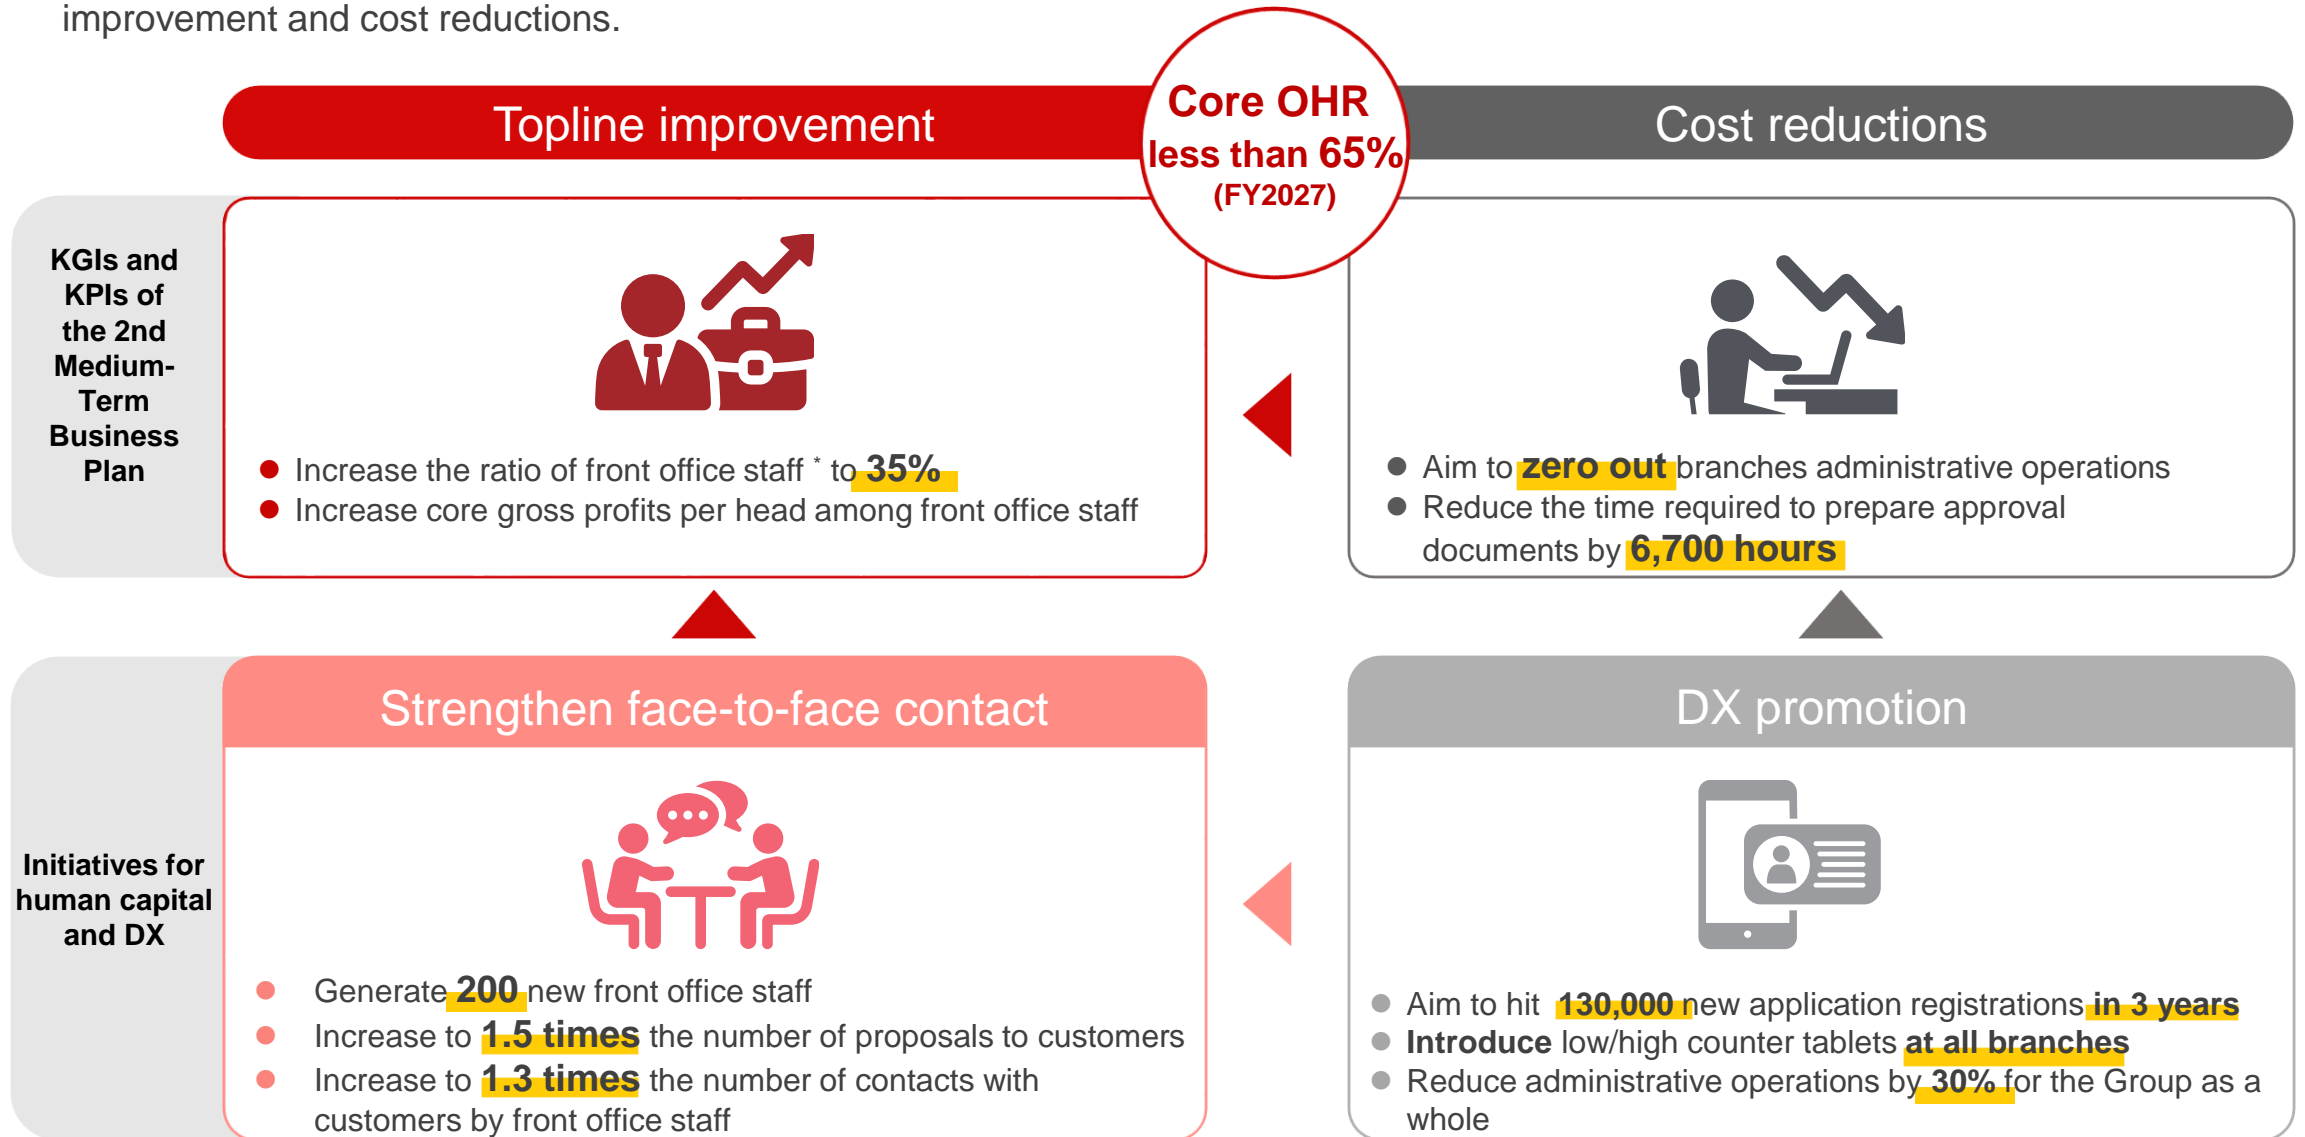 improvement and cost reductions.
Topline improvement
Core OHR
less than 65%
(FY2027)
Cost reductions
KGIs and
KPIs of
the 2nd
Medium-
Term
Business
Plan
● Increase the ratio of front office staff * to 35%
● Increase core gross profits per head among front office staff
● Aim to zero out branches administrative operations
● Reduce the time required to prepare approval
documents by 6,700 hours
Initiatives for
human capital
and DX
Strengthen face-to-face contact
● Generate 200 new front office staff
● Increase to 1.5 times the number of proposals to customers
● Increase to 1.3 times the number of contacts with
customers by front office staff
DX promotion
● Aim to hit 130,000 new application registrations in 3 years
● Introduce low/high counter tablets at all branches
● Reduce administrative operations by 30% for the Group as a
whole